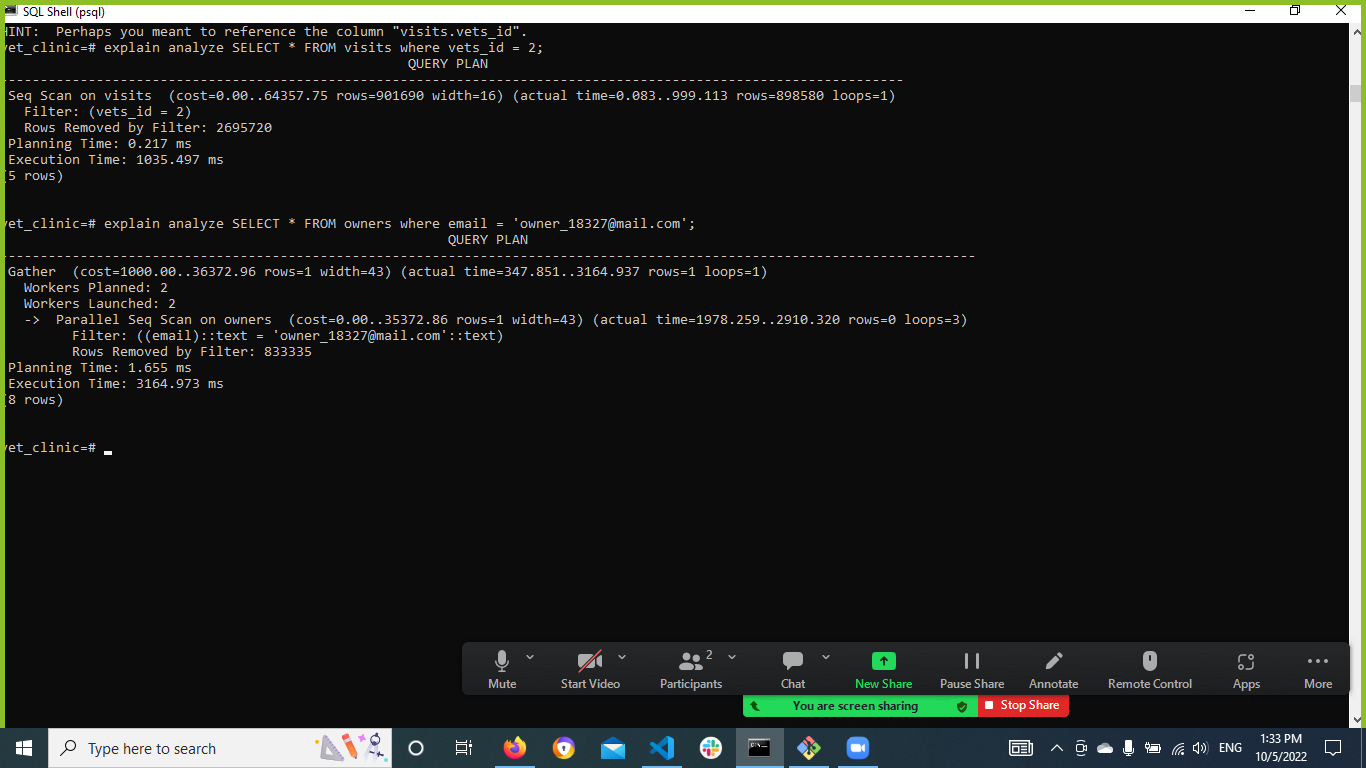 SQL Shell (psql)
HINT:  Perhaps you meant to reference the column "visits.vets_id".
vet_clinic=# explain analyze SELECT * FROM visits where vets_id = 2;
QUERY PLAN
----------------------------------------------------------------------------------------------------------------
Seq Scan on visits  (cost=0.00..64357.75 rows=901690 width=16) (actual time=0.083..999.113 rows=898580 loops=1)
Filter: (vets_id = 2)
Rows Removed by Filter: 2695720
Planning Time: 0.217 ms
Execution Time: 1035.497 ms
(5 rows)
vet_clinic=# explain analyze SELECT * FROM owners where email = 'owner_18327@mail.com';
QUERY PLAN
-------------------------------------------------------------------------------------------------------------------------
Gather  (cost=1000.00..36372.96 rows=1 width=43) (actual time=347.851..3164.937 rows=1 loops=1)
Workers Planned: 2
Workers Launched: 2
->  Parallel Seq Scan on owners  (cost=0.00..35372.86 rows=1 width=43) (actual time=1978.259..2910.320 rows=0 loops=3)
Filter: ((email)::text = 'owner_18327@mail.com'::text)
Rows Removed by Filter: 833335
Planning Time: 1.655 ms
Execution Time: 3164.973 ms
(8 rows)
vet_clinic=#
2
Mute Start Video Participants Chat New Share Pause Share Annotate Remote Control Apps More
You are screen sharing Stop Share
Type here to search
ENG
1:33 PM
10/5/2022